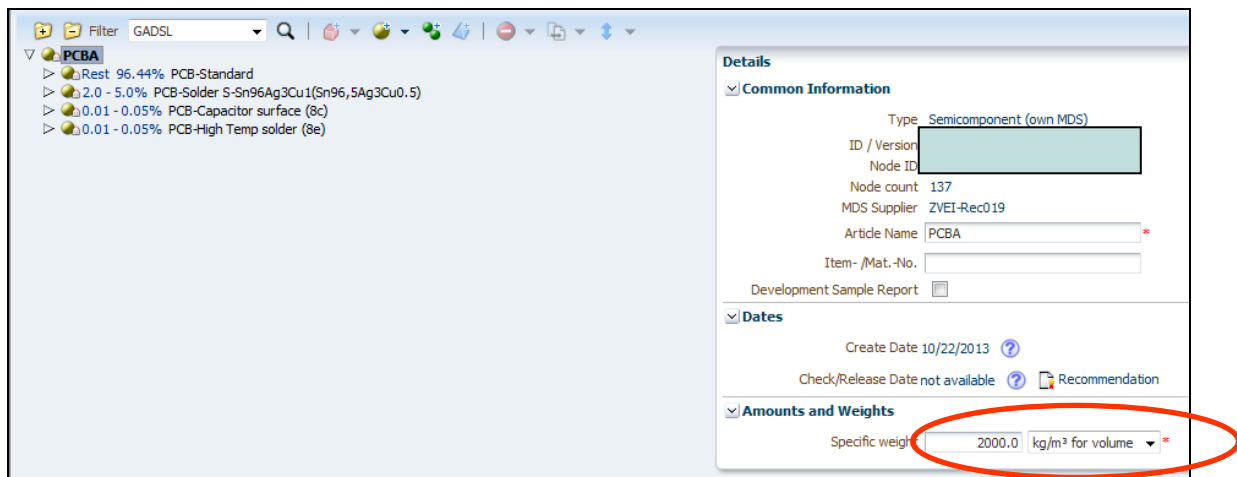 Filter GADSL
PCBA
Rest 96.44% PCB-Standard
2.0 - 5.0% PCB-Solder S-Sn96Ag3Cu1(Sn96,5Ag3Cu0.5)
0.01 - 0.05% PCB-Capacitor surface (8c)
0.01 - 0.05% PCB-High Temp solder (8e)
Details
Common Information
Type Semicomponent (own MDS)
ID / Version
Node ID
Node count 137
MDS Supplier ZVEI-Rec019
Article Name PCBA *
Item- /Mat.-No.
Development Sample Report
Dates
Create Date 10/22/2013 ?
Check/Release Date not available ? Recommendation
Amounts and Weights
Specific weight 2000.0 kg/m³ for volume *